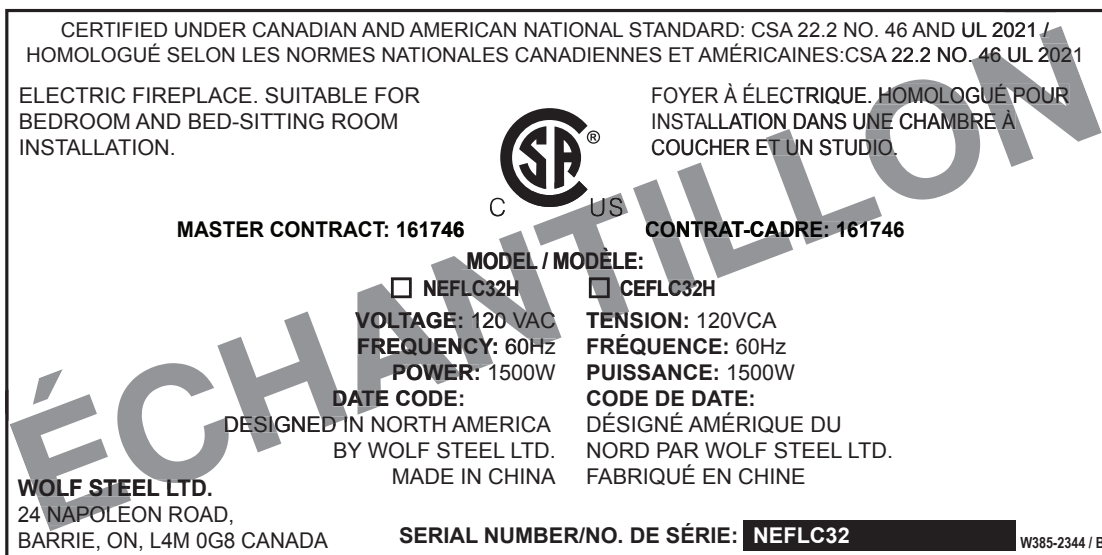 CERTIFIED UNDER CANADIAN AND AMERICAN NATIONAL STANDARD: CSA 22.2 NO. 46 AND UL 2021 /
HOMOLOGUÉ SELON LES NORMES NATIONALES CANADIENNES ET AMÉRICAINES:CSA 22.2 NO. 46 UL 2021
ELECTRIC FIREPLACE. SUITABLE FOR
BEDROOM AND BED-SITTING ROOM
INSTALLATION.
FOYER À ÉLECTRIQUE. HOMOLOGUÉ POUR
INSTALLATION DANS UNE CHAMBRE À
COUCHER ET UN STUDIO.
CSA ®
C US
MASTER CONTRACT: 161746 CONTRAT-CADRE: 161746
MODEL / MODÈLE:
NEFLC32H CEFLC32H
VOLTAGE: 120 VAC TENSION: 120VCA
FREQUENCY: 60Hz FRÉQUENCE: 60Hz
POWER: 1500W PUISSANCE: 1500W
DATE CODE: CODE DE DATE:
DESIGNED IN NORTH AMERICA DÉSIGNÉ AMÉRIQUE DU
BY WOLF STEEL LTD. NORD PAR WOLF STEEL LTD.
MADE IN CHINA FABRIQUÉ EN CHINE
WOLF STEEL LTD.
24 NAPOLEON ROAD,
BARRIE, ON, L4M 0G8 CANADA
SERIAL NUMBER/NO. DE SÉRIE: NEFLC32
W385-2344 / B
ÉCHANTILLON